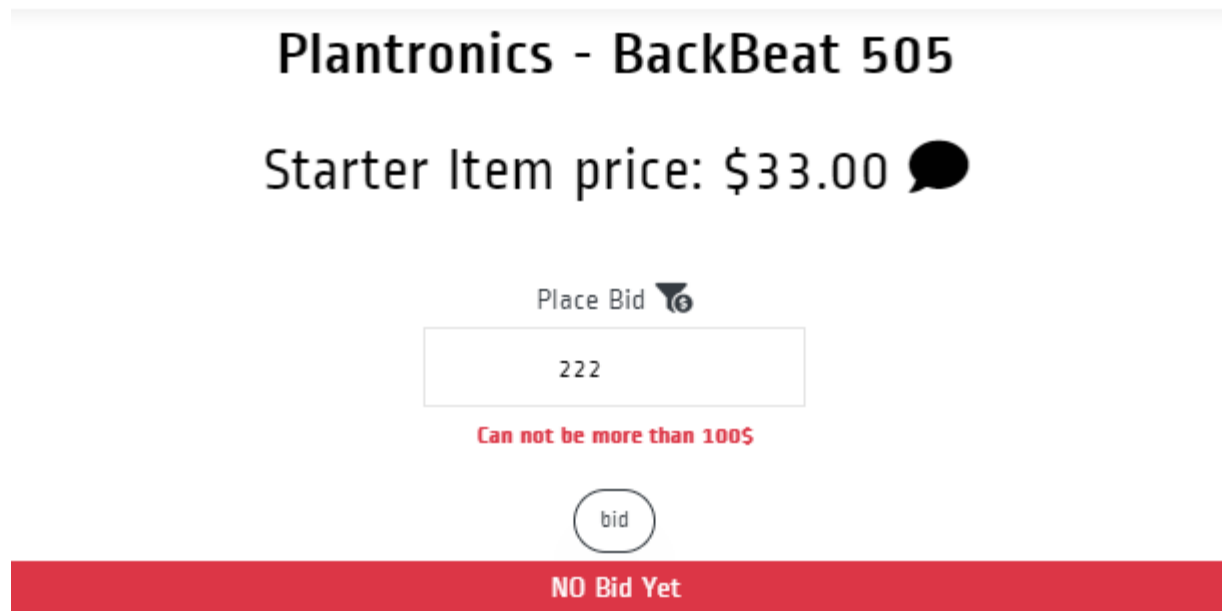 Plantronics - BackBeat 505
Starter Item price: $33.00
Place Bid
222
Can not be more than 100$
bid
NO Bid Yet